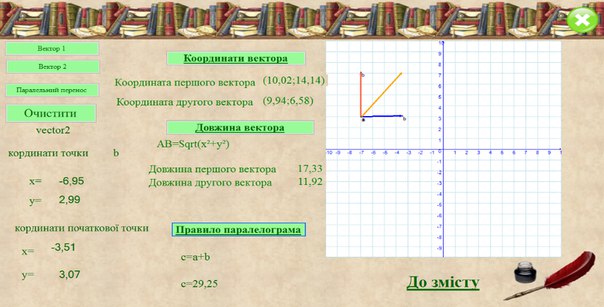 Вектор 1
Вектор 2
Паралельний перенос
Очистити
vector2
кординати точки b
x= -6,95
y= 2,99
кординати початкової точки
x= -3,51
y= 3,07
Координати вектора
Координата першого вектора (10,02;14,14)
Координата другого вектора (9,94;6,58)
Довжина вектора
AB=Sqrt(x²+y²)
Довжина першого вектора 17,33
Довжина другого вектора 11,92
Правило паралелограма
c=a+b
c=29,25
10
9
8
7
6
5
4
3
2
1
-10 -9 -8 -7 -6 -5 -4 -3 -2 -1 0 1 2 3 4 5 6 7 8 9 10
-1
-2
-3
-4
-5
-6
-7
-8
-9
До змісту